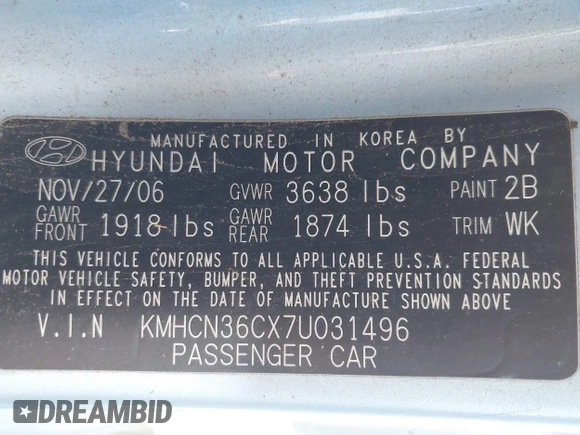 MANUFACTURED IN KOREA BY
HYUNDAI MOTOR COMPANY
NOV/27/06 GVWR 3638 lbs PAINT 2B
GAWR FRONT 1918 lbs GAWR REAR 1874 lbs TRIM WK
THIS VEHICLE CONFORMS TO ALL APPLICABLE U.S.A. FEDERAL
MOTOR VEHICLE SAFETY, BUMPER, AND THEFT PREVENTION STANDARDS
IN EFFECT ON THE DATE OF MANUFACTURE SHOWN ABOVE
V.I.N KMHCN36CX7U031496
PASSENGER CAR
DREAMBID